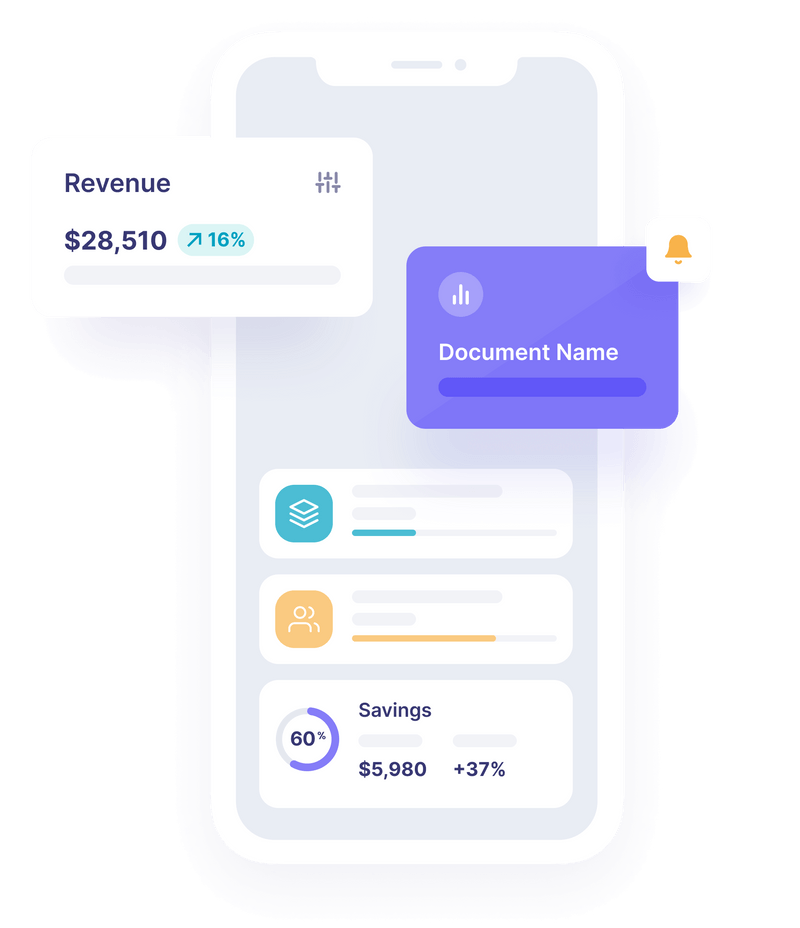 Revenue
$28,510 16%
Document Name
Savings
60%
$5,980 +37%